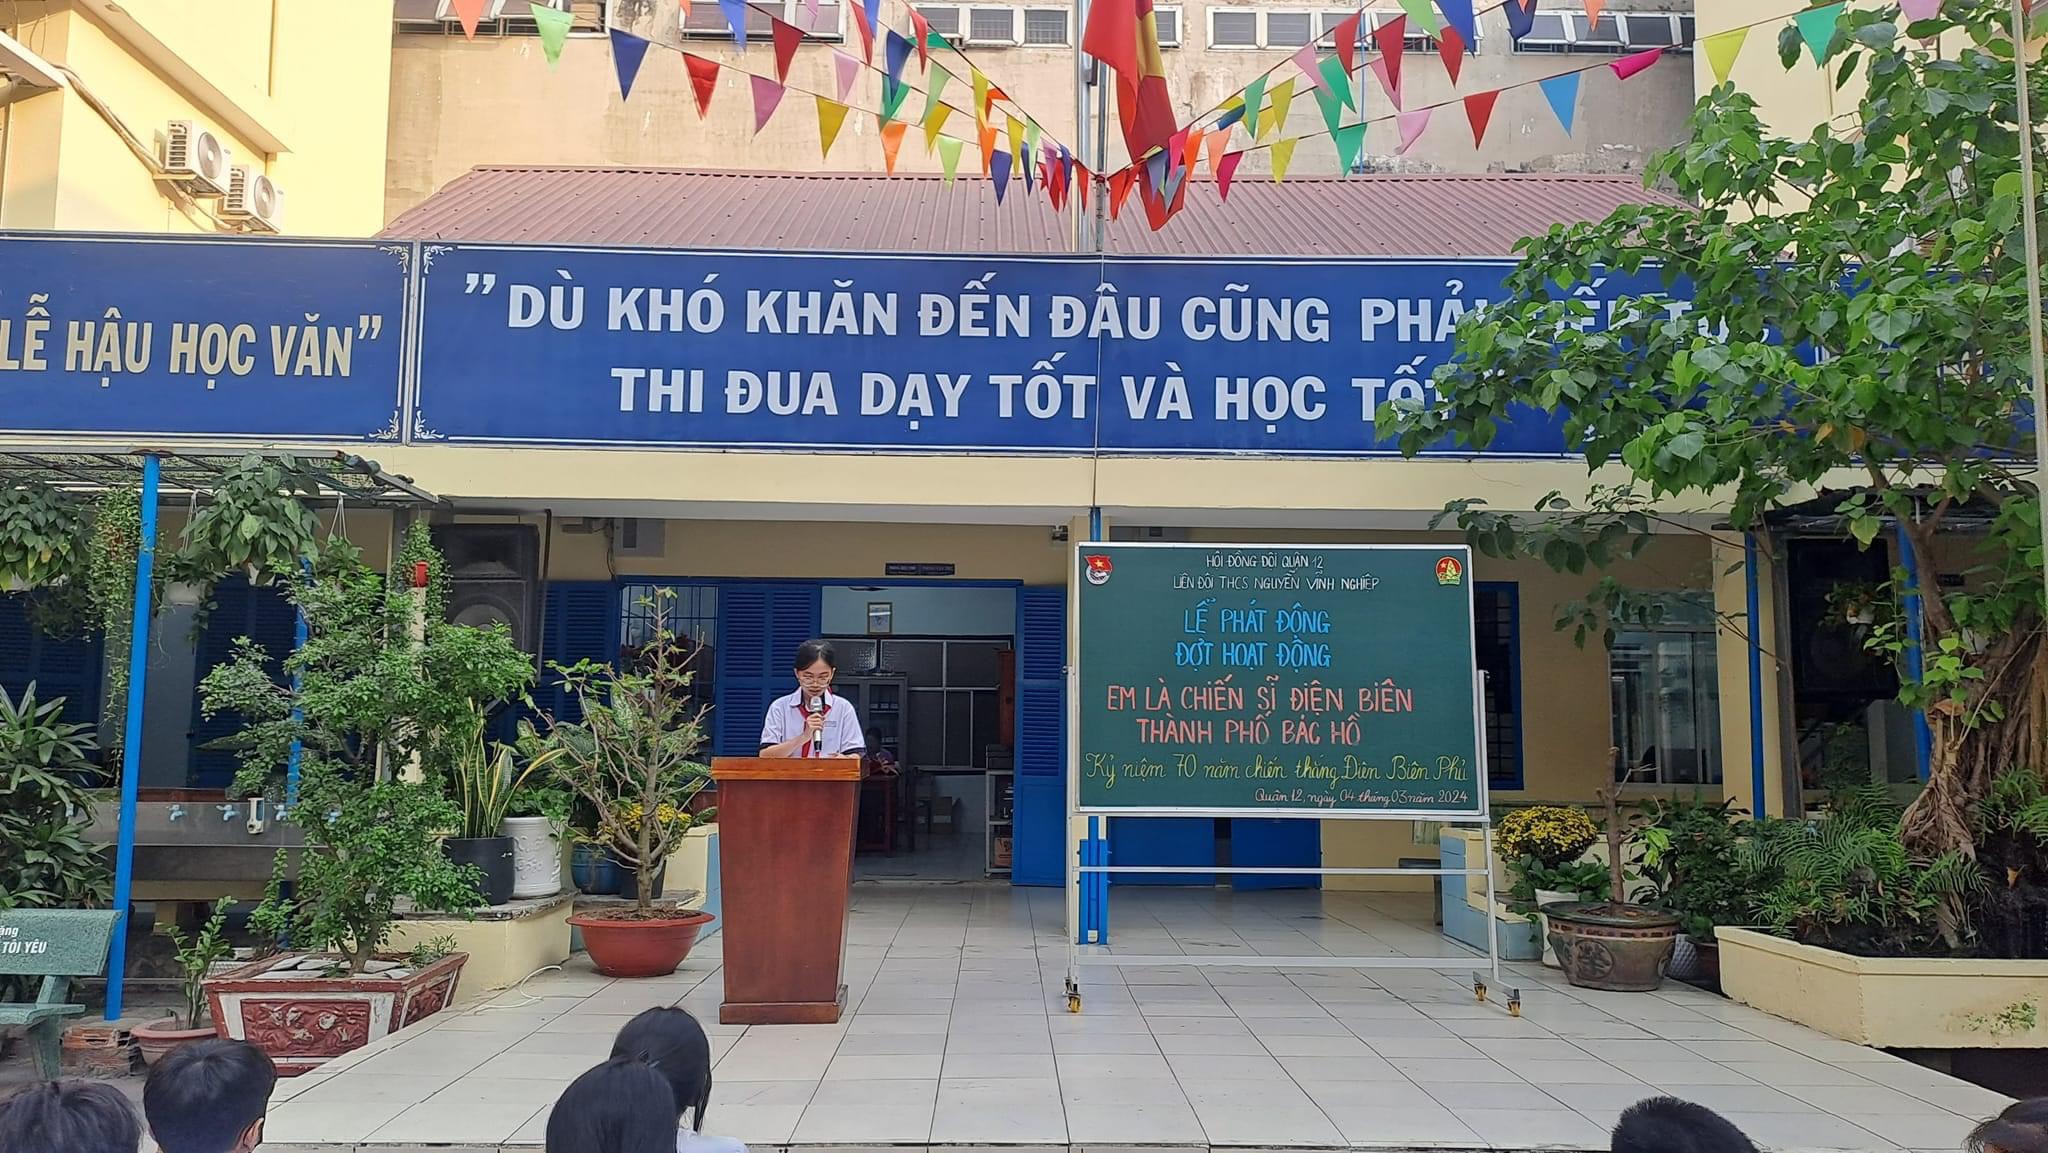 LỄ HẬU HỌC VĂN”
”DÙ KHÓ KHĂN ĐẾN ĐÂU CŨNG PHẢI TIẾP TỤC
THI ĐUA DẠY TỐT VÀ HỌC TỐT
HỘI ĐỒNG ĐỘI QUẬN 12
LIÊN ĐỘI THCS NGUYỄN VĨNH NGHIỆP
LỄ PHÁT ĐỘNG
ĐỢT HOẠT ĐỘNG
EM LÀ CHIẾN SĨ ĐIỆN BIÊN
THÀNH PHỐ BÁC HỒ
Kỷ niệm 70 năm chiến thắng Điện Biên Phủ
Quận 12, ngày 04 tháng 03 năm 2024
TÔI YÊU